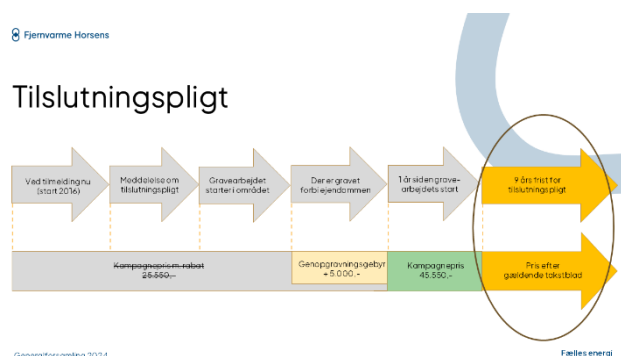 Fjernvarme Horsens
Tilslutningspligt
Ved tilmelding nu
(start 2016)
Meddelelse om
tilslutningspligt
Gravearbejdet
starter i området
Der er gravet
forbi ejendommen
1 år siden grave-
arbejdets start
9 års frist for
tilslutningspligt
Kampagnepris m. rabat
25.550,-
Genopgravningsgebyr
+ 5.000,-
Kampagnepris
45.550,-
Pris efter
gældende takstblad
Generalforsamling 2024
Fælles energi